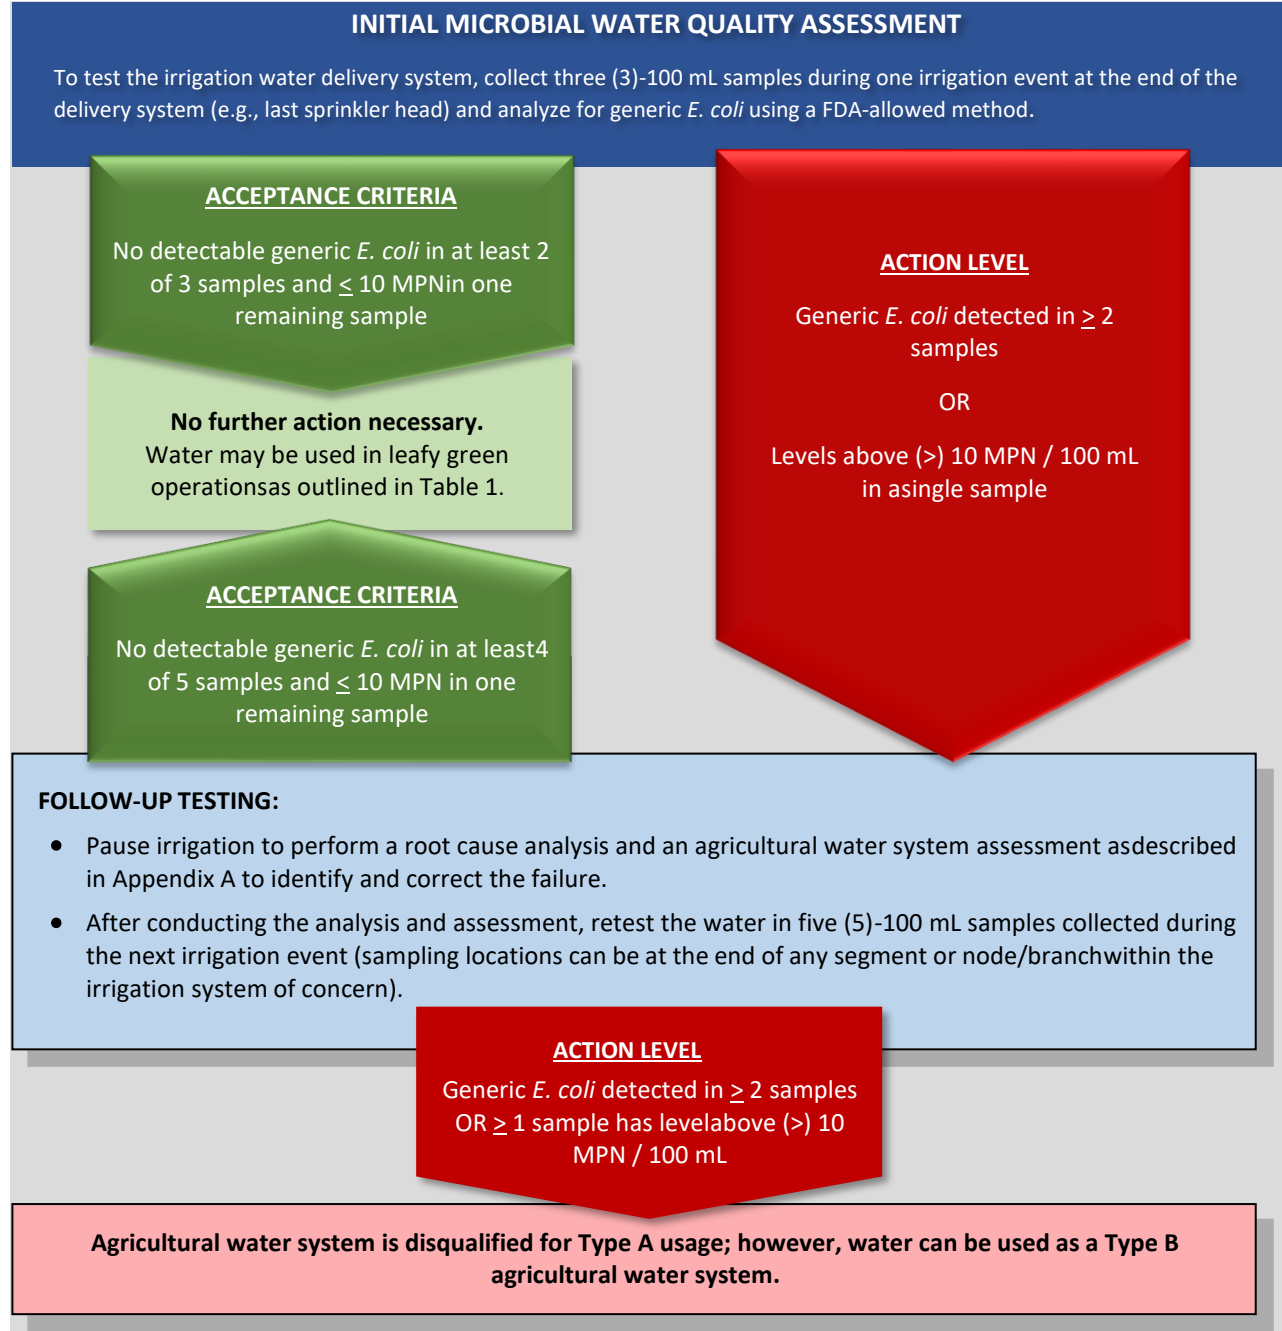 INITIAL MICROBIAL WATER QUALITY ASSESSMENT
To test the irrigation water delivery system, collect three (3)-100 mL samples during one irrigation event at the end of the
delivery system (e.g., last sprinkler head) and analyze for generic E. coli using a FDA-allowed method.
ACCEPTANCE CRITERIA
No detectable generic E. coli in at least 2
of 3 samples and ≤ 10 MPNin one
remaining sample
No further action necessary.
Water may be used in leafy green
operationsas outlined in Table 1.
ACCEPTANCE CRITERIA
No detectable generic E. coli in at least4
of 5 samples and ≤ 10 MPN in one
remaining sample
ACTION LEVEL
Generic E. coli detected in ≥ 2
samples
OR
Levels above (>) 10 MPN / 100 mL
in asingle sample
FOLLOW-UP TESTING:
• Pause irrigation to perform a root cause analysis and an agricultural water system assessment asdescribed
in Appendix A to identify and correct the failure.
• After conducting the analysis and assessment, retest the water in five (5)-100 mL samples collected during
the next irrigation event (sampling locations can be at the end of any segment or node/branchwithin the
irrigation system of concern).
ACTION LEVEL
Generic E. coli detected in ≥ 2 samples
OR ≥ 1 sample has levelabove (>) 10
MPN / 100 mL
Agricultural water system is disqualified for Type A usage; however, water can be used as a Type B
agricultural water system.